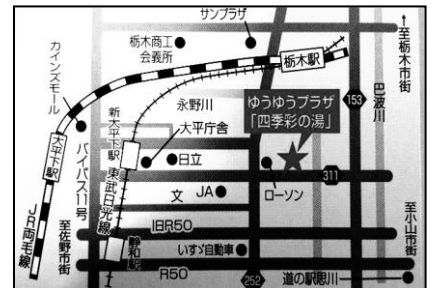 サンプラザ
栃木商工
会議所
栃木駅
↑至栃木市街
カインズモール
永野川
新大平下駅
大平庁舎
ゆうゆうプラザ
「四季彩の湯」
153
巴波川
大平下駅
バイパス11号
東武日光線
日立
311
文
JA
ローソン
JR両毛線
至佐野市街
旧R50
静和駅
いすゞ自動車
至小山市街
R50
252
道の駅思川